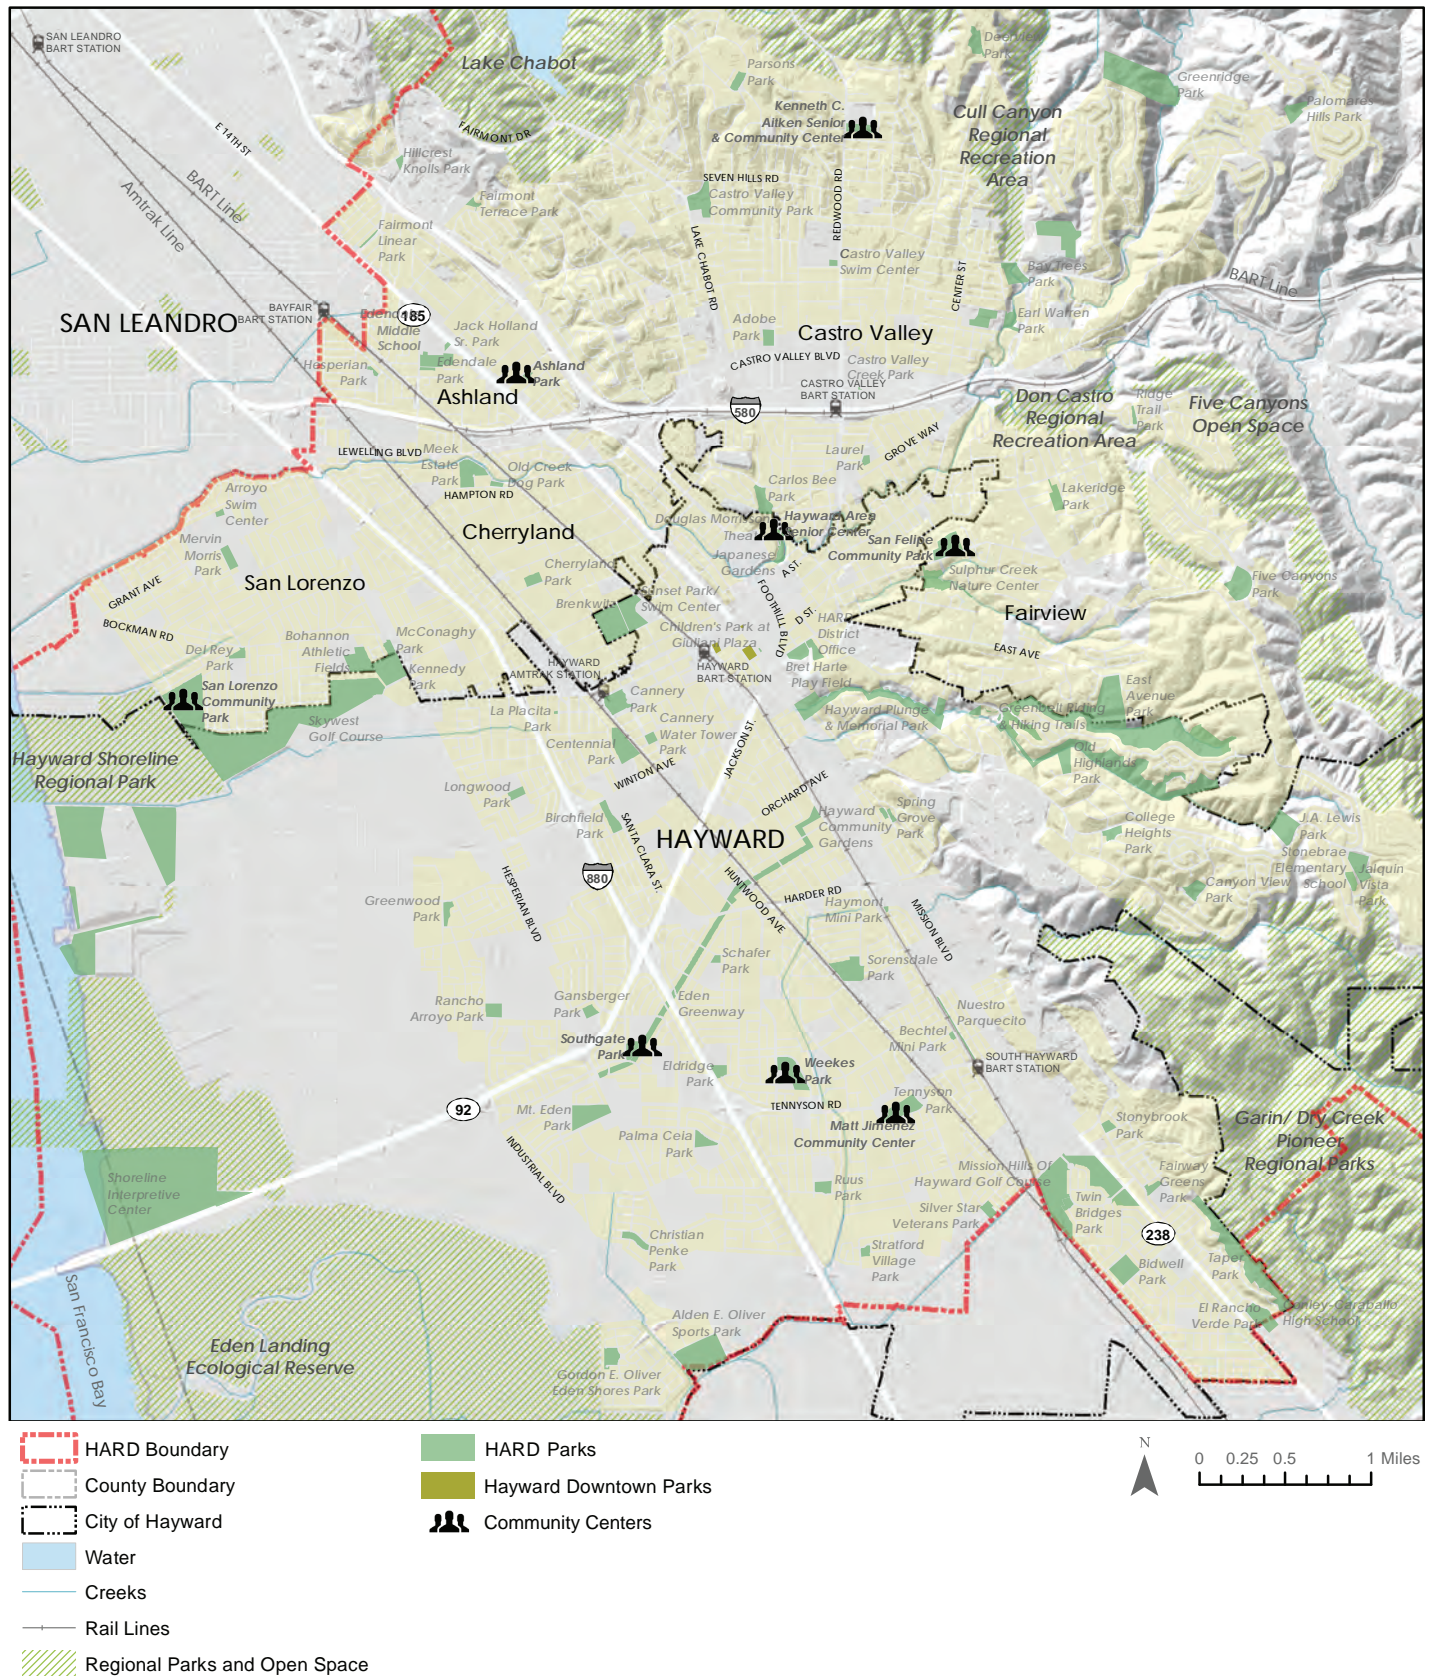 SAN LEANDRO
BART STATION
Lake Chabot
Parsons
Park
Deerview
Park
Greenridge
Park
Palomares
Hills Park
E 14TH ST
FAIRMONT DR
Kenneth C.
Aitken Senior
& Community Center
Cull Canyon
Regional
Recreation
Area
Hillcrest
Knolls Park
BART Line
Amtrak Line
SEVEN HILLS RD
REDWOOD RD
Fairmont
Terrace Park
Castro Valley
Community Park
Fairmont
Linear
Park
LAKE CHABOT RD
Castro Valley
Swim Center
CENTER ST
Bay Trees
Park
BART Line
SAN LEANDRO
BAYFAIR
BART STATION
185
Middle
School
Jack Holland
Sr. Park
Adobe
Park
Castro Valley
Earl Warren
Park
Hesperian
Park
Edendale
Park
Ashland
Park
CASTRO VALLEY BLVD
Castro Valley
Creek Park
CASTRO VALLEY
BART STATION
Ashland
580
Don Castro
Regional
Recreation Area
Ridge
Trail
Park
Five Canyons
Open Space
LEWELLING BLVD
Meek
Estate
Park
Old Creek
Dog Park
HAMPTON RD
Laurel
Park
GROVE WAY
Carlos Bee
Park
Lakeridge
Park
Arroyo
Swim
Center
Cherryland
Douglas Morrisson
Hayward Area
Senior Center
Japanese
Gardens
San Felipe
Community Park
Mervin
Morris
Park
San Lorenzo
GRANT AVE
BOCKMAN RD
Cherryland
Park
Brenkwitz
Sunset Park/
Swim Center
A ST.
FOOTHILL BLVD
D ST.
Sulphur Creek
Nature Center
Five Canyons
Park
Fairview
EAST AVE
Children's Park at
Giuliani Plaza
HARD
District
Office
Bret Harte
Play Field
Del Rey
Park
Bohannon
Athletic
Fields
McConaghy
Park
Kennedy
Park
HAYWARD
AMTRAK STATION
HAYWARD
BART STATION
San Lorenzo
Community
Park
Skywest
Golf Course
La Placita
Park
Cannery
Park
Cannery
Water Tower
Park
Centennial
Park
WINTON AVE
JACKSON ST.
Hayward Plunge
& Memorial Park
Greenbelt Riding
& Hiking Trails
East
Avenue
Park
Old
Highlands
Park
Hayward Shoreline
Regional Park
Longwood
Park
Birchfield
Park
SANTA CLARA ST.
ORCHARD AVE
HAYWARD
Hayward
Community
Gardens
Spring
Grove
Park
College
Heights
Park
J.A. Lewis
Park
Stonebrae
Elementary
School
Jalquin
Vista
Park
Canyon View
Park
880
HESPERIAN BLVD
HUNTWOOD AVE
HARDER RD
Haymont
Mini Park
MISSION BLVD
Greenwood
Park
Schafer
Park
Sorensdale
Park
Rancho
Arroyo Park
Gansberger
Park
Eden
Greenway
Nuestro
Parquecito
Bechtel
Mini Park
Southgate
Park
Eldridge
Park
Weekes
Park
SOUTH HAYWARD
BART STATION
92
Mt. Eden
Park
TENNYSON RD
Tennyson
Park
Matt Jimenez
Community Center
Palma Ceia
Park
INDUSTRIAL BLVD
Stonybrook
Park
Garin/ Dry Creek
Pioneer
Regional Parks
Shoreline
Interpretive
Center
Ruus
Park
Mission Hills Of
Hayward Golf Course
Fairway
Greens
Park
Twin
Bridges
Park
Silver Star
Veterans Park
238
Christian
Penke
Park
Stratford
Village
Park
Bidwell
Park
Taper
Park
San Francisco Bay
El Rancho
Verde Park
Conley-Caraballo
High School
Alden E. Oliver
Sports Park
Eden Landing
Ecological Reserve
Gordon E. Oliver
Eden Shores Park
HARD Boundary
County Boundary
City of Hayward
Water
Creeks
Rail Lines
Regional Parks and Open Space
HARD Parks
Hayward Downtown Parks
Community Centers
N
0 0.25 0.5 1 Miles